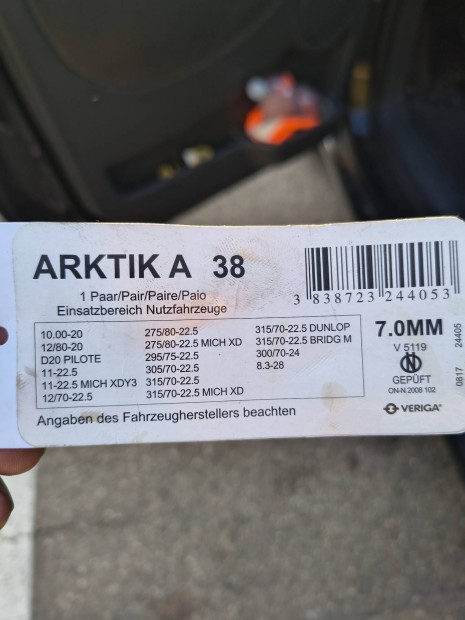 ARKTIK A 38
1 Paar/Pair/Paire/Paio
Einsatzbereich Nutzfahrzeuge
3 838723 244053
10.00-20
12/80-20
D20 PILOTE
11-22.5
11-22.5 MICH XDY3
12/70-22.5
275/80-22.5
275/80-22.5 MICH XD
295/75-22.5
305/70-22.5
315/70-22.5
315/70-22.5 MICH XD
315/70-22.5 DUNLOP
315/70-22.5 BRIDG M
300/70-24
8.3-28
7.0MM
V 5119
N
GEPÜFT
ON-N 2008 102
VERIGA®
0817 24405
Angaben des Fahrzeugherstellers beachten